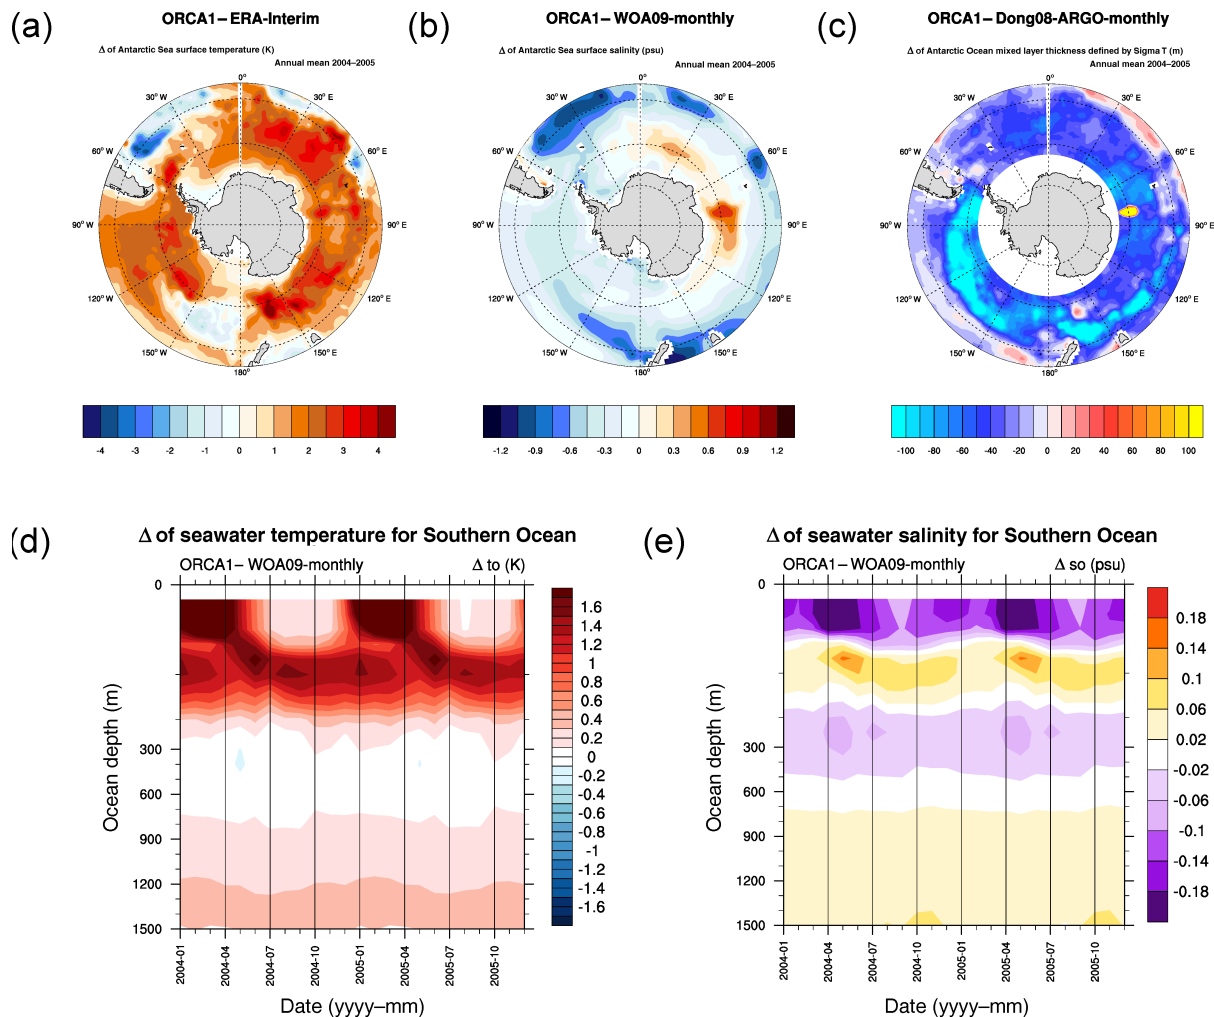 (a)
ORCA1−ERA-Interim
Δ of Antarctic Sea surface temperature (K)
Annual mean 2004−2005
0°
30° W
30° E
60° W
60° E
90° W
90° E
120° W
120° E
150° W
150° E
180°
-4 -3 -2 -1 0 1 2 3 4
(b)
ORCA1−WOA09-monthly
Δ of Antarctic Sea surface salinity (psu)
Annual mean 2004−2005
0°
30° W
30° E
60° W
60° E
90° W
90° E
120° W
120° E
150° W
150° E
180°
-1.2 -0.9 -0.6 -0.3 0 0.3 0.6 0.9 1.2
(c)
ORCA1−Dong08-ARGO-monthly
Δ of Antarctic Ocean mixed layer thickness defined by Sigma T (m)
Annual mean 2004−2005
0°
30° W
30° E
60° W
60° E
90° W
90° E
120° W
120° E
150° W
150° E
180°
-100 -80 -60 -40 -20 0 20 40 60 80 100
(d)
Δ of seawater temperature for Southern Ocean
ORCA1−WOA09-monthly
Δ to (K)
0
300
600
900
1200
1500
Ocean depth (m)
2004-01
2004-04
2004-07
2004-10
2005-01
2005-04
2005-07
2005-10
Date (yyyy−mm)
1.6
1.4
1.2
1
0.8
0.6
0.4
0.2
0
-0.2
-0.4
-0.6
-0.8
-1
-1.2
-1.4
-1.6
(e)
Δ of seawater salinity for Southern Ocean
ORCA1−WOA09-monthly
Δ so (psu)
0
300
600
900
1200
1500
Ocean depth (m)
2004-01
2004-04
2004-07
2004-10
2005-01
2005-04
2005-07
2005-10
Date (yyyy−mm)
0.18
0.14
0.1
0.06
0.02
-0.02
-0.06
-0.1
-0.14
-0.18